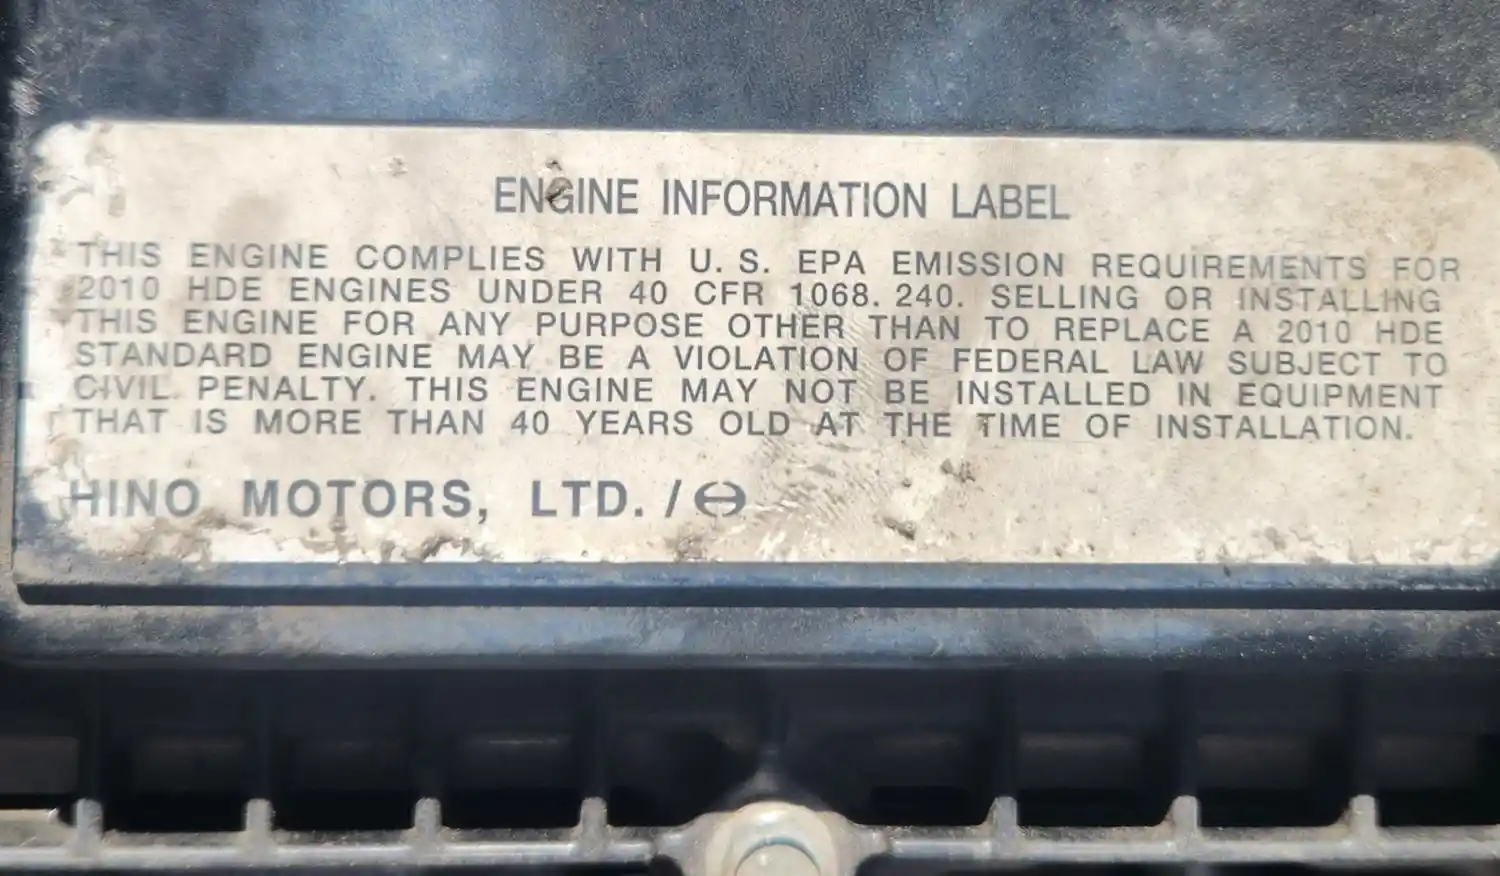 ENGINE INFORMATION LABEL
THIS ENGINE COMPLIES WITH U. S. EPA EMISSION REQUIREMENTS FOR
2010 HDE ENGINES UNDER 40 CFR 1068. 240. SELLING OR INSTALLING
THIS ENGINE FOR ANY PURPOSE OTHER THAN TO REPLACE A 2010 HDE
STANDARD ENGINE MAY BE A VIOLATION OF FEDERAL LAW SUBJECT TO
CIVIL PENALTY. THIS ENGINE MAY NOT BE INSTALLED IN EQUIPMENT
THAT IS MORE THAN 40 YEARS OLD AT THE TIME OF INSTALLATION.
HINO MOTORS, LTD. /